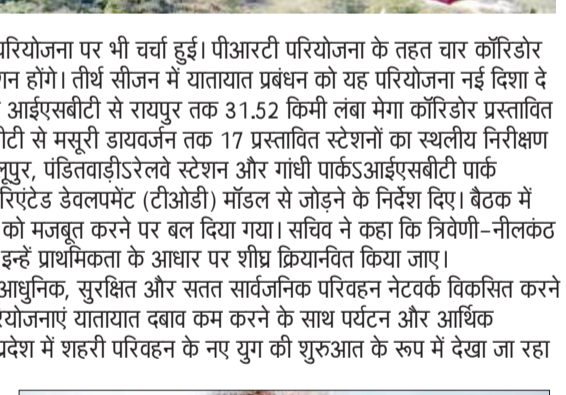 परियोजना पर भी चर्चा हुई। पीआरटी परियोजना के तहत चार कॉरिडोर
होंगे। तीर्थ सीजन में यातायात प्रबंधन को यह परियोजना नई दिशा दे
आईएसबीटी से रायपुर तक 31.52 किमी लंबा मेगा कॉरिडोर प्रस्तावित
से मसूरी डायवर्जन तक 17 प्रस्तावित स्टेशनों का स्थलीय निरीक्षण
पंडितवाड़ीऽरेलवे स्टेशन और गांधी पार्कऽआईएसबीटी पार्क
डेवलपमेंट (टीओडी) मॉडल से जोड़ने के निर्देश दिए। बैठक में
को मजबूत करने पर बल दिया गया। सचिव ने कहा कि त्रिवेणी-नीलकंठ
इन्हें प्राथमिकता के आधार पर शीघ्र क्रियानवित किया जाए।
आधुनिक, सुरक्षित और सतत सार्वजनिक परिवहन नेटवर्क विकसित करने
यातायात दबाव कम करने के साथ पर्यटन और आर्थिक
प्रदेश में शहरी परिवहन के नए युग की शुरुआत के रूप में देखा जा रहा